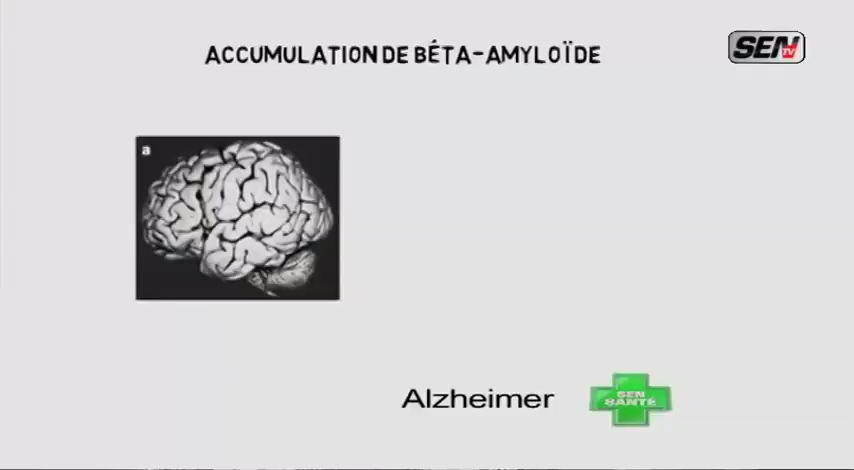 ACCUMULATION DE BÉTA-AMYLOÏDE
SEN TV
a
Alzheimer
SEN
SANTÉ